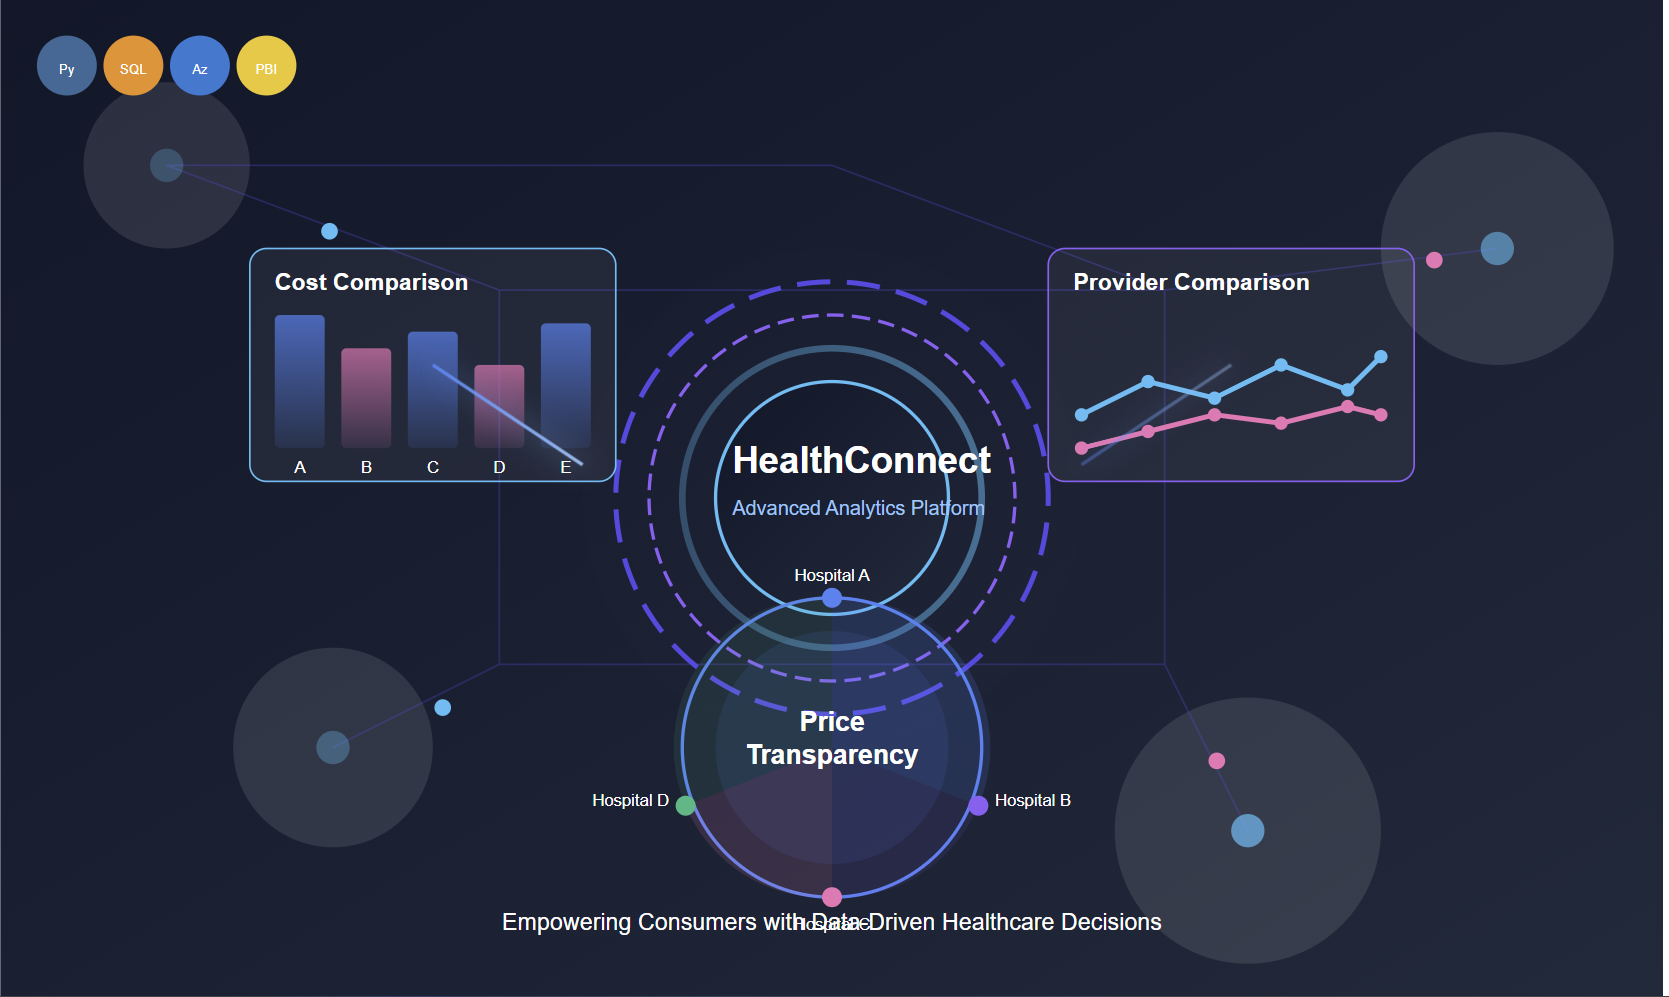 Py
SQL
Az
PBI
Cost Comparison
A
B
C
D
E
Provider Comparison
HealthConnect
Advanced Analytics Platform
Hospital A
Price
Transparency
Hospital D
Hospital B
Hospital C
Empowering Consumers with Data-Driven Healthcare Decisions